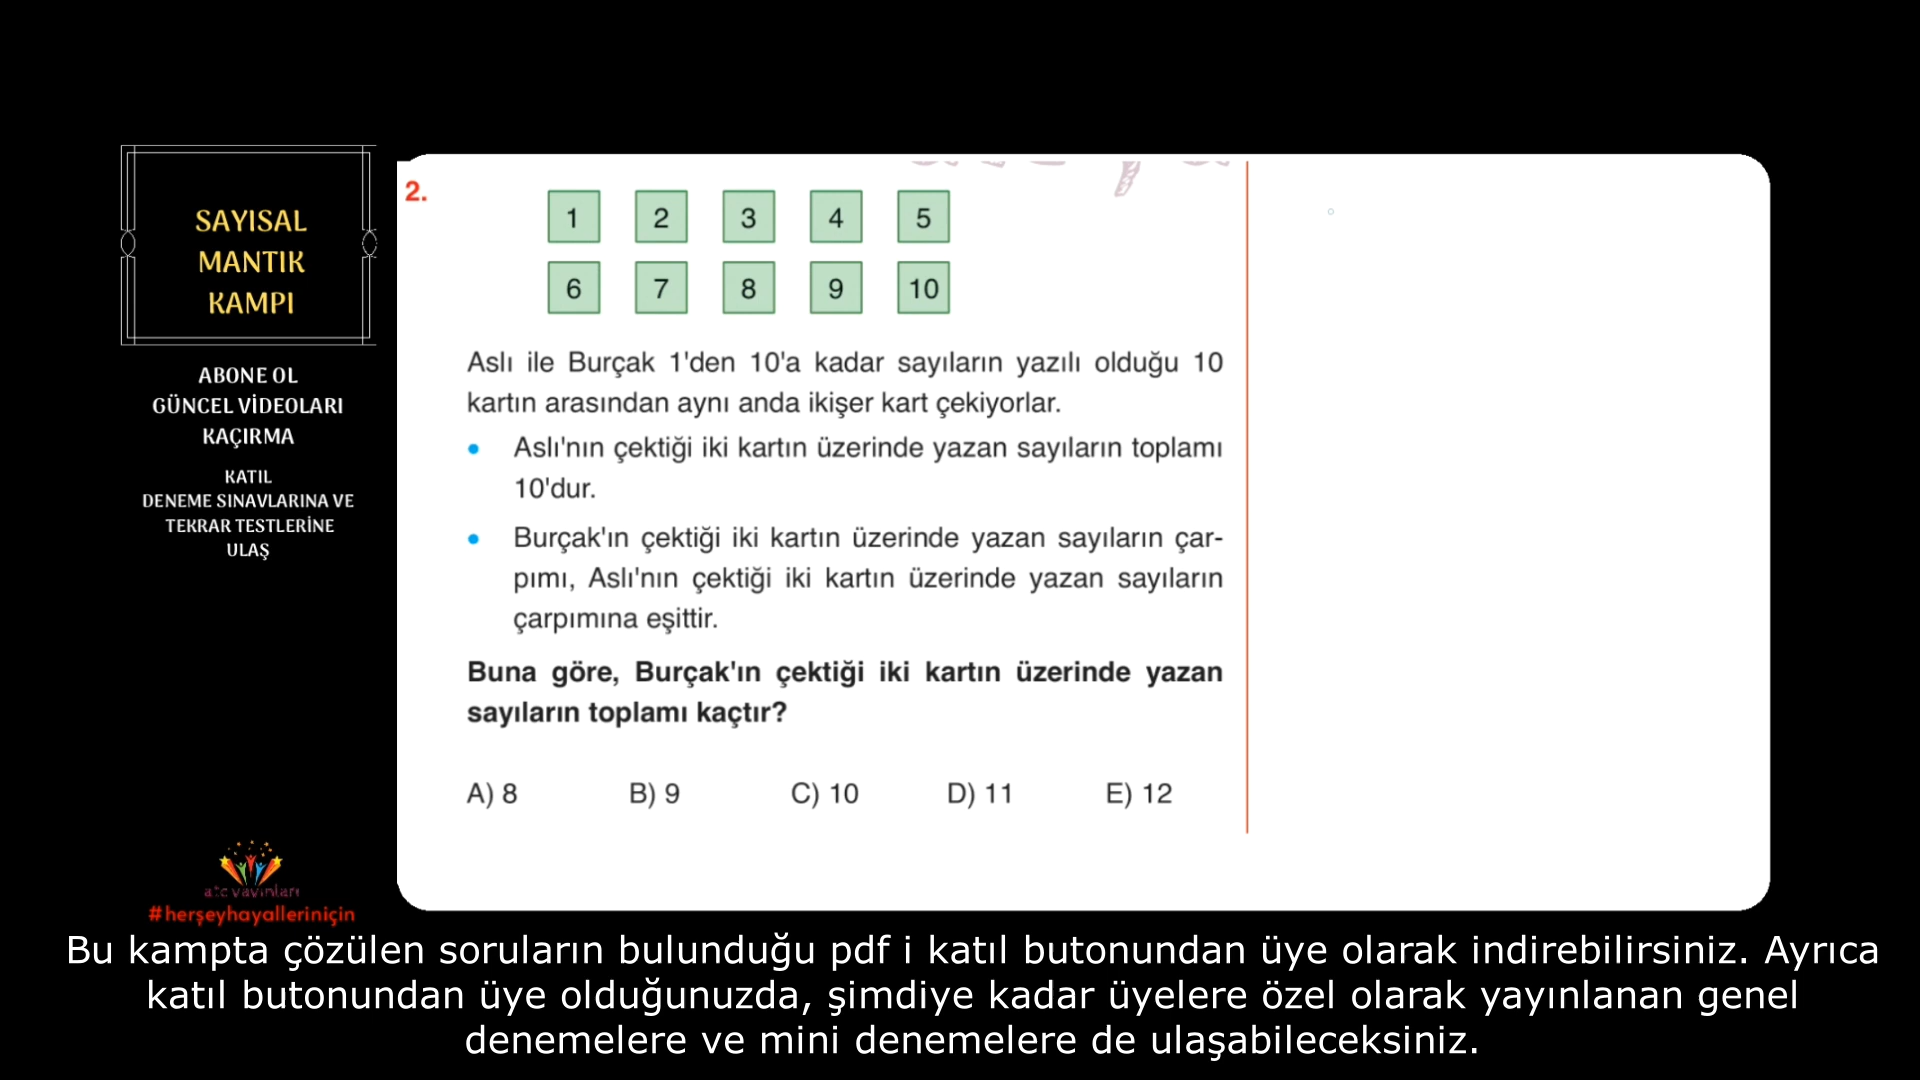 SAYISAL
MANTIK
KAMPI
ABONE OL
GÜNCEL VİDEOLARI
KAÇIRMA
KATIL
DENEME SINAVLARINA VE
TEKRAR TESTLERİNE
ULAŞ
atc yayınları
#herşeyhayalleriniçin
2.
1 2 3 4 5
6 7 8 9 10
Aslı ile Burçak 1'den 10'a kadar sayıların yazılı olduğu 10
kartın arasından aynı anda ikişer kart çekiyorlar.
• Aslı'nın çektiği iki kartın üzerinde yazan sayıların toplamı
10'dur.
• Burçak'ın çektiği iki kartın üzerinde yazan sayıların çar-
pımı, Aslı'nın çektiği iki kartın üzerinde yazan sayıların
çarpımına eşittir.
Buna göre, Burçak'ın çektiği iki kartın üzerinde yazan
sayıların toplamı kaçtır?
A) 8 B) 9 C) 10 D) 11 E) 12
Bu kampta çözülen soruların bulunduğu pdf i katıl butonundan üye olarak indirebilirsiniz. Ayrıca
katıl butonundan üye olduğunuzda, şimdiye kadar üyelere özel olarak yayınlanan genel
denemelere ve mini denemelere de ulaşabileceksiniz.